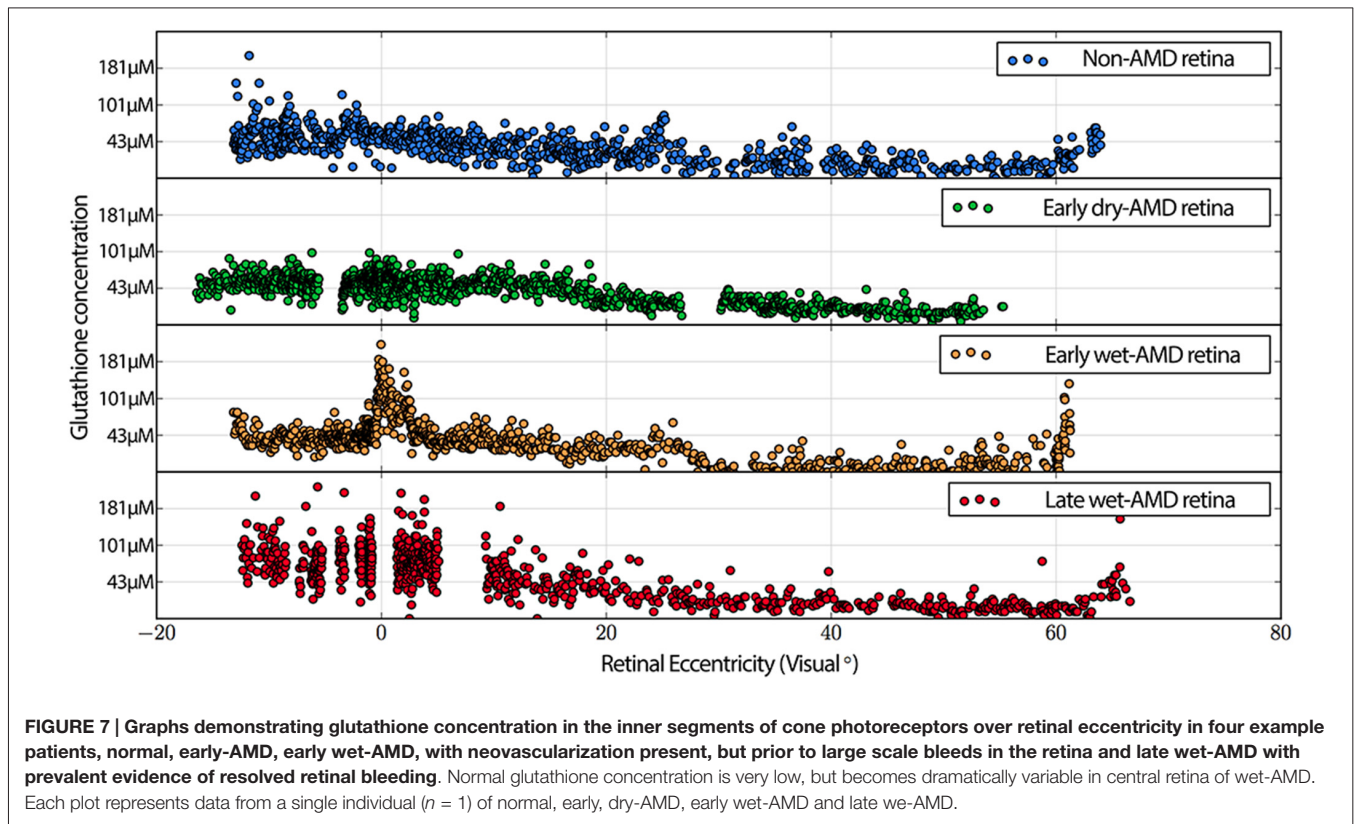 Non-AMD retina
181µM
101µM
43µM
Early dry-AMD retina
181µM
101µM
43µM
Early wet-AMD retina
181µM
101µM
43µM
Late wet-AMD retina
181µM
101µM
43µM
Glutathione concentration
−20
0
20
40
60
80
Retinal Eccentricity (Visual °)
FIGURE 7 | Graphs demonstrating glutathione concentration in the inner segments of cone photoreceptors over retinal eccentricity in four example
patients, normal, early-AMD, early wet-AMD, with neovascularization present, but prior to large scale bleeds in the retina and late wet-AMD with
prevalent evidence of resolved retinal bleeding. Normal glutathione concentration is very low, but becomes dramatically variable in central retina of wet-AMD.
Each plot represents data from a single individual (n = 1) of normal, early, dry-AMD, early wet-AMD and late we-AMD.